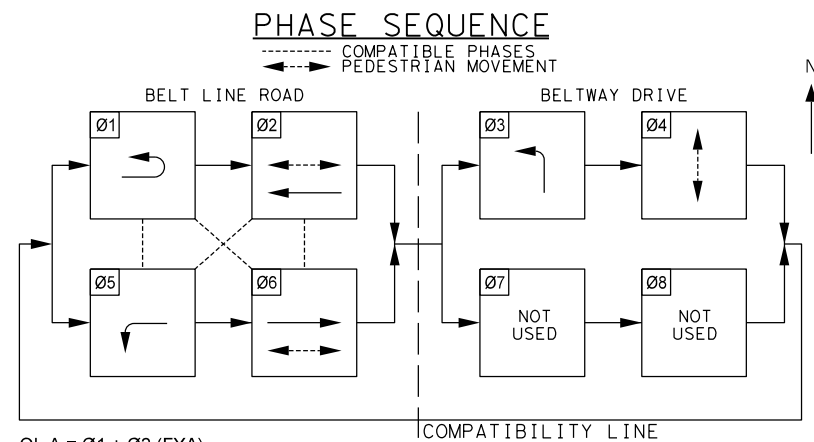 PHASE SEQUENCE
COMPATIBLE PHASES
PEDESTRIAN MOVEMENT
N
BELT LINE ROAD
BELTWAY DRIVE
Ø1
Ø2
Ø3
Ø4
Ø5
Ø6
Ø7
NOT
USED
Ø8
NOT
USED
COMPATIBILITY LINE